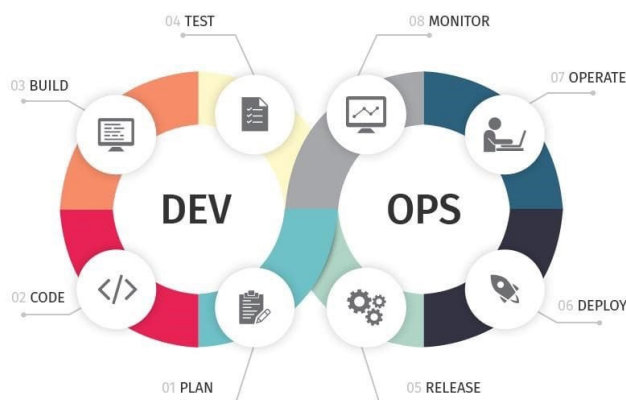 04 TEST
08 MONITOR
03 BUILD
07 OPERATE
DEV
OPS
02 CODE
06 DEPLOY
01 PLAN
05 RELEASE